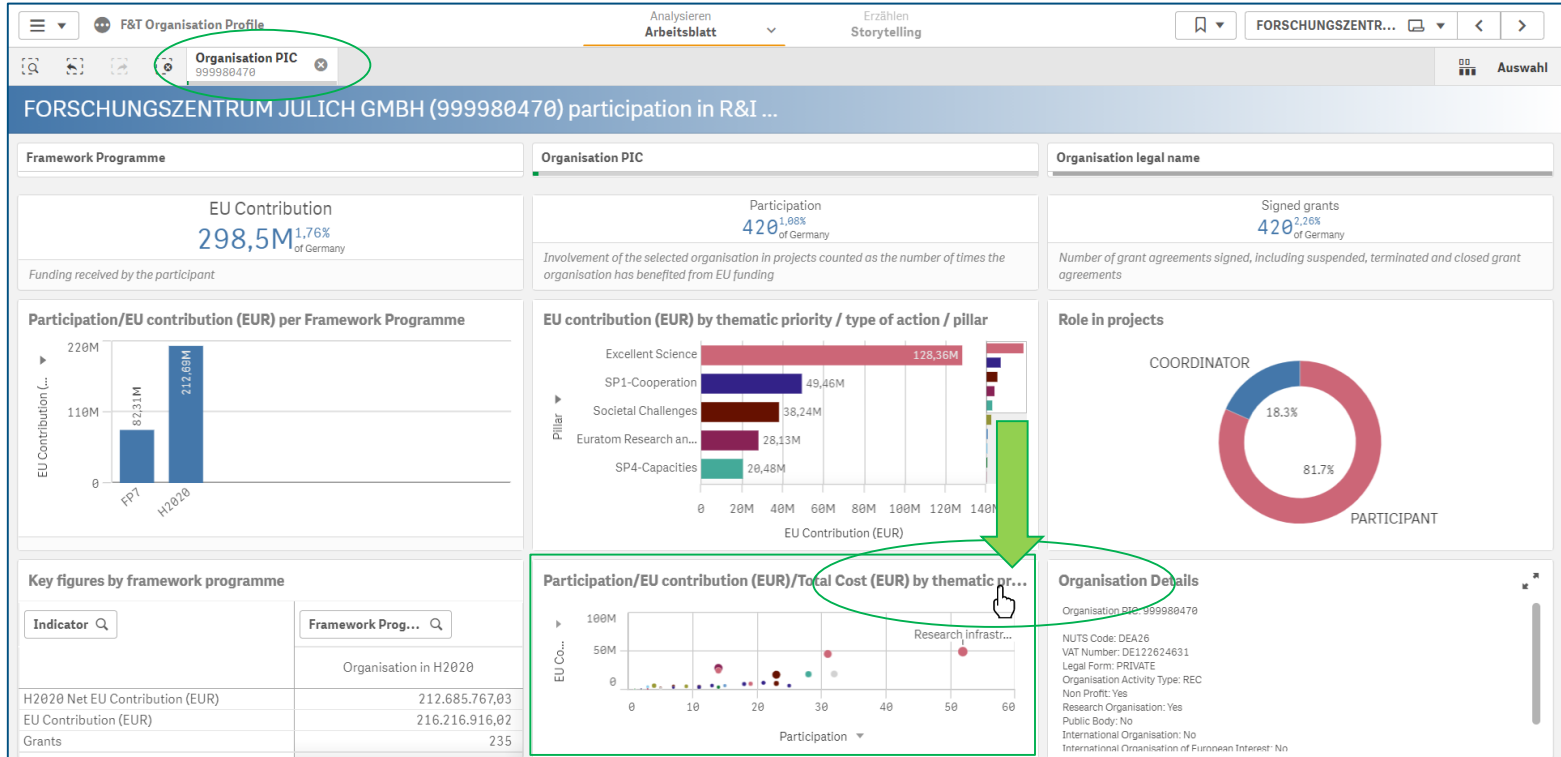 F&T Organisation Profile
Analysieren
Arbeitsblatt
Erzählen
Storytelling
FORSCHUNGSZENTR...
Organisation PIC
999980470
Auswahl
FORSCHUNGSZENTRUM JULICH GMBH (999980470) participation in R&I ...
Framework Programme
Organisation PIC
Organisation legal name
EU Contribution
298,5M 1,76%
of Germany
Funding received by the participant
Participation
420 1,08%
of Germany
Involvement of the selected organisation in projects counted as the number of times the
organisation has benefited from EU funding
Signed grants
420 2,26%
of Germany
Number of grant agreements signed, including suspended, terminated and closed grant
agreements
Participation/EU contribution (EUR) per Framework Programme
EU Contribution (...
220M
110M
0
82,31M
212,69M
FP7
H2020
EU contribution (EUR) by thematic priority / type of action / pillar
Pillar
Excellent Science
128,36M
SP1-Cooperation
49,46M
Societal Challenges
38,24M
Euratom Research an...
28,13M
SP4-Capacities
20,48M
0 20M 40M 60M 80M 100M 120M 140M
EU Contribution (EUR)
Role in projects
COORDINATOR
18.3%
81.7%
PARTICIPANT
Key figures by framework programme
Indicator
Framework Prog...
Organisation in H2020
H2020 Net EU Contribution (EUR) 212.685.767,03
EU Contribution (EUR) 216.216.916,02
Grants 235
Participation/EU contribution (EUR)/Total Cost (EUR) by thematic pr...
EU Co...
100M
50M
0
Research infrastr...
0 10 20 30 40 50 60
Participation
Organisation Details
Organisation PIC: 999980470
NUTS Code: DEA26
VAT Number: DE122624631
Legal Form: PRIVATE
Organisation Activity Type: REC
Non Profit: Yes
Research Organisation: Yes
Public Body: No
International Organisation: No
International Organisation of European Interest: No